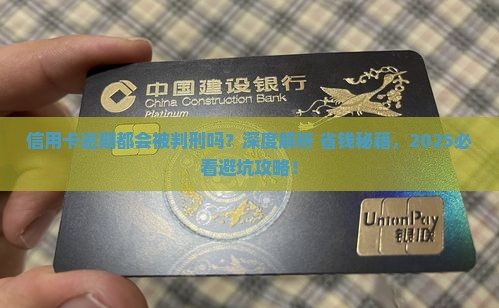 中国建设银行
China Construction Bank
Platinum
信用卡逾期都会被判刑吗？深度解析 省钱秘籍，2025必
看避坑攻略！
UnionPay
银联